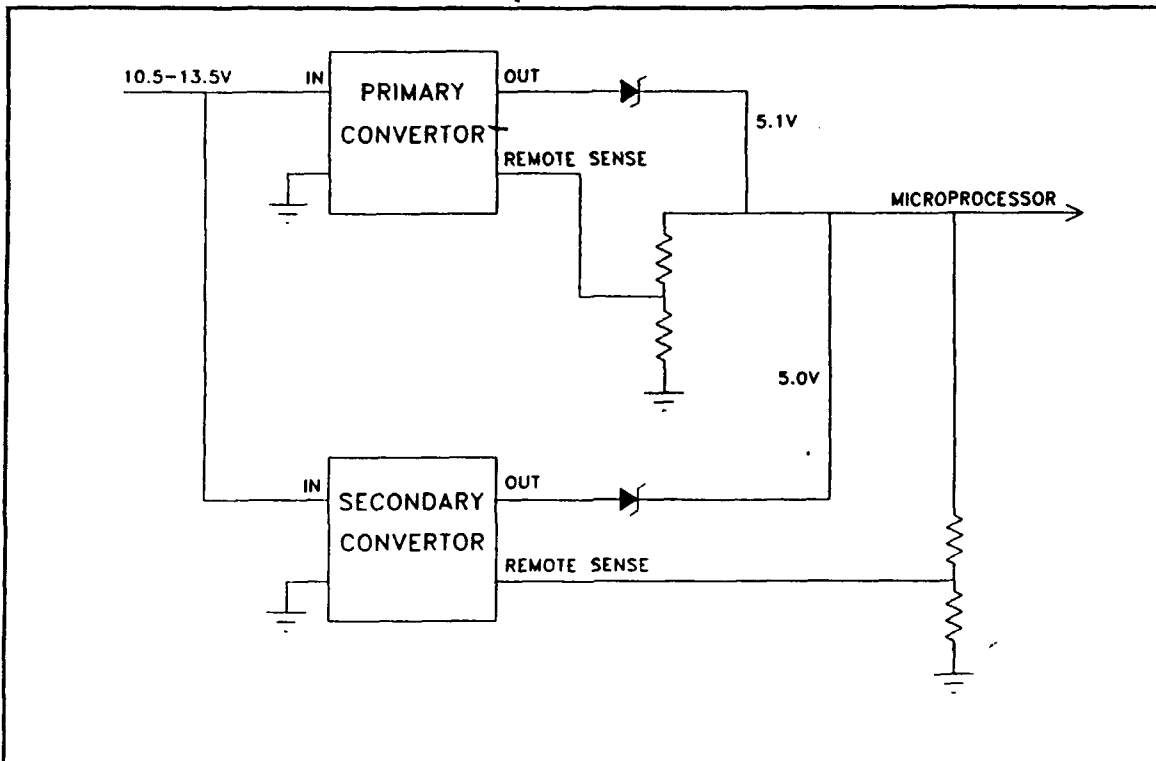 10.5-13.5V
IN
PRIMARY
CONVERTOR
OUT
REMOTE SENSE
5.1V
MICROPROCESSOR
5.0V
IN
SECONDARY
CONVERTOR
OUT
REMOTE SENSE